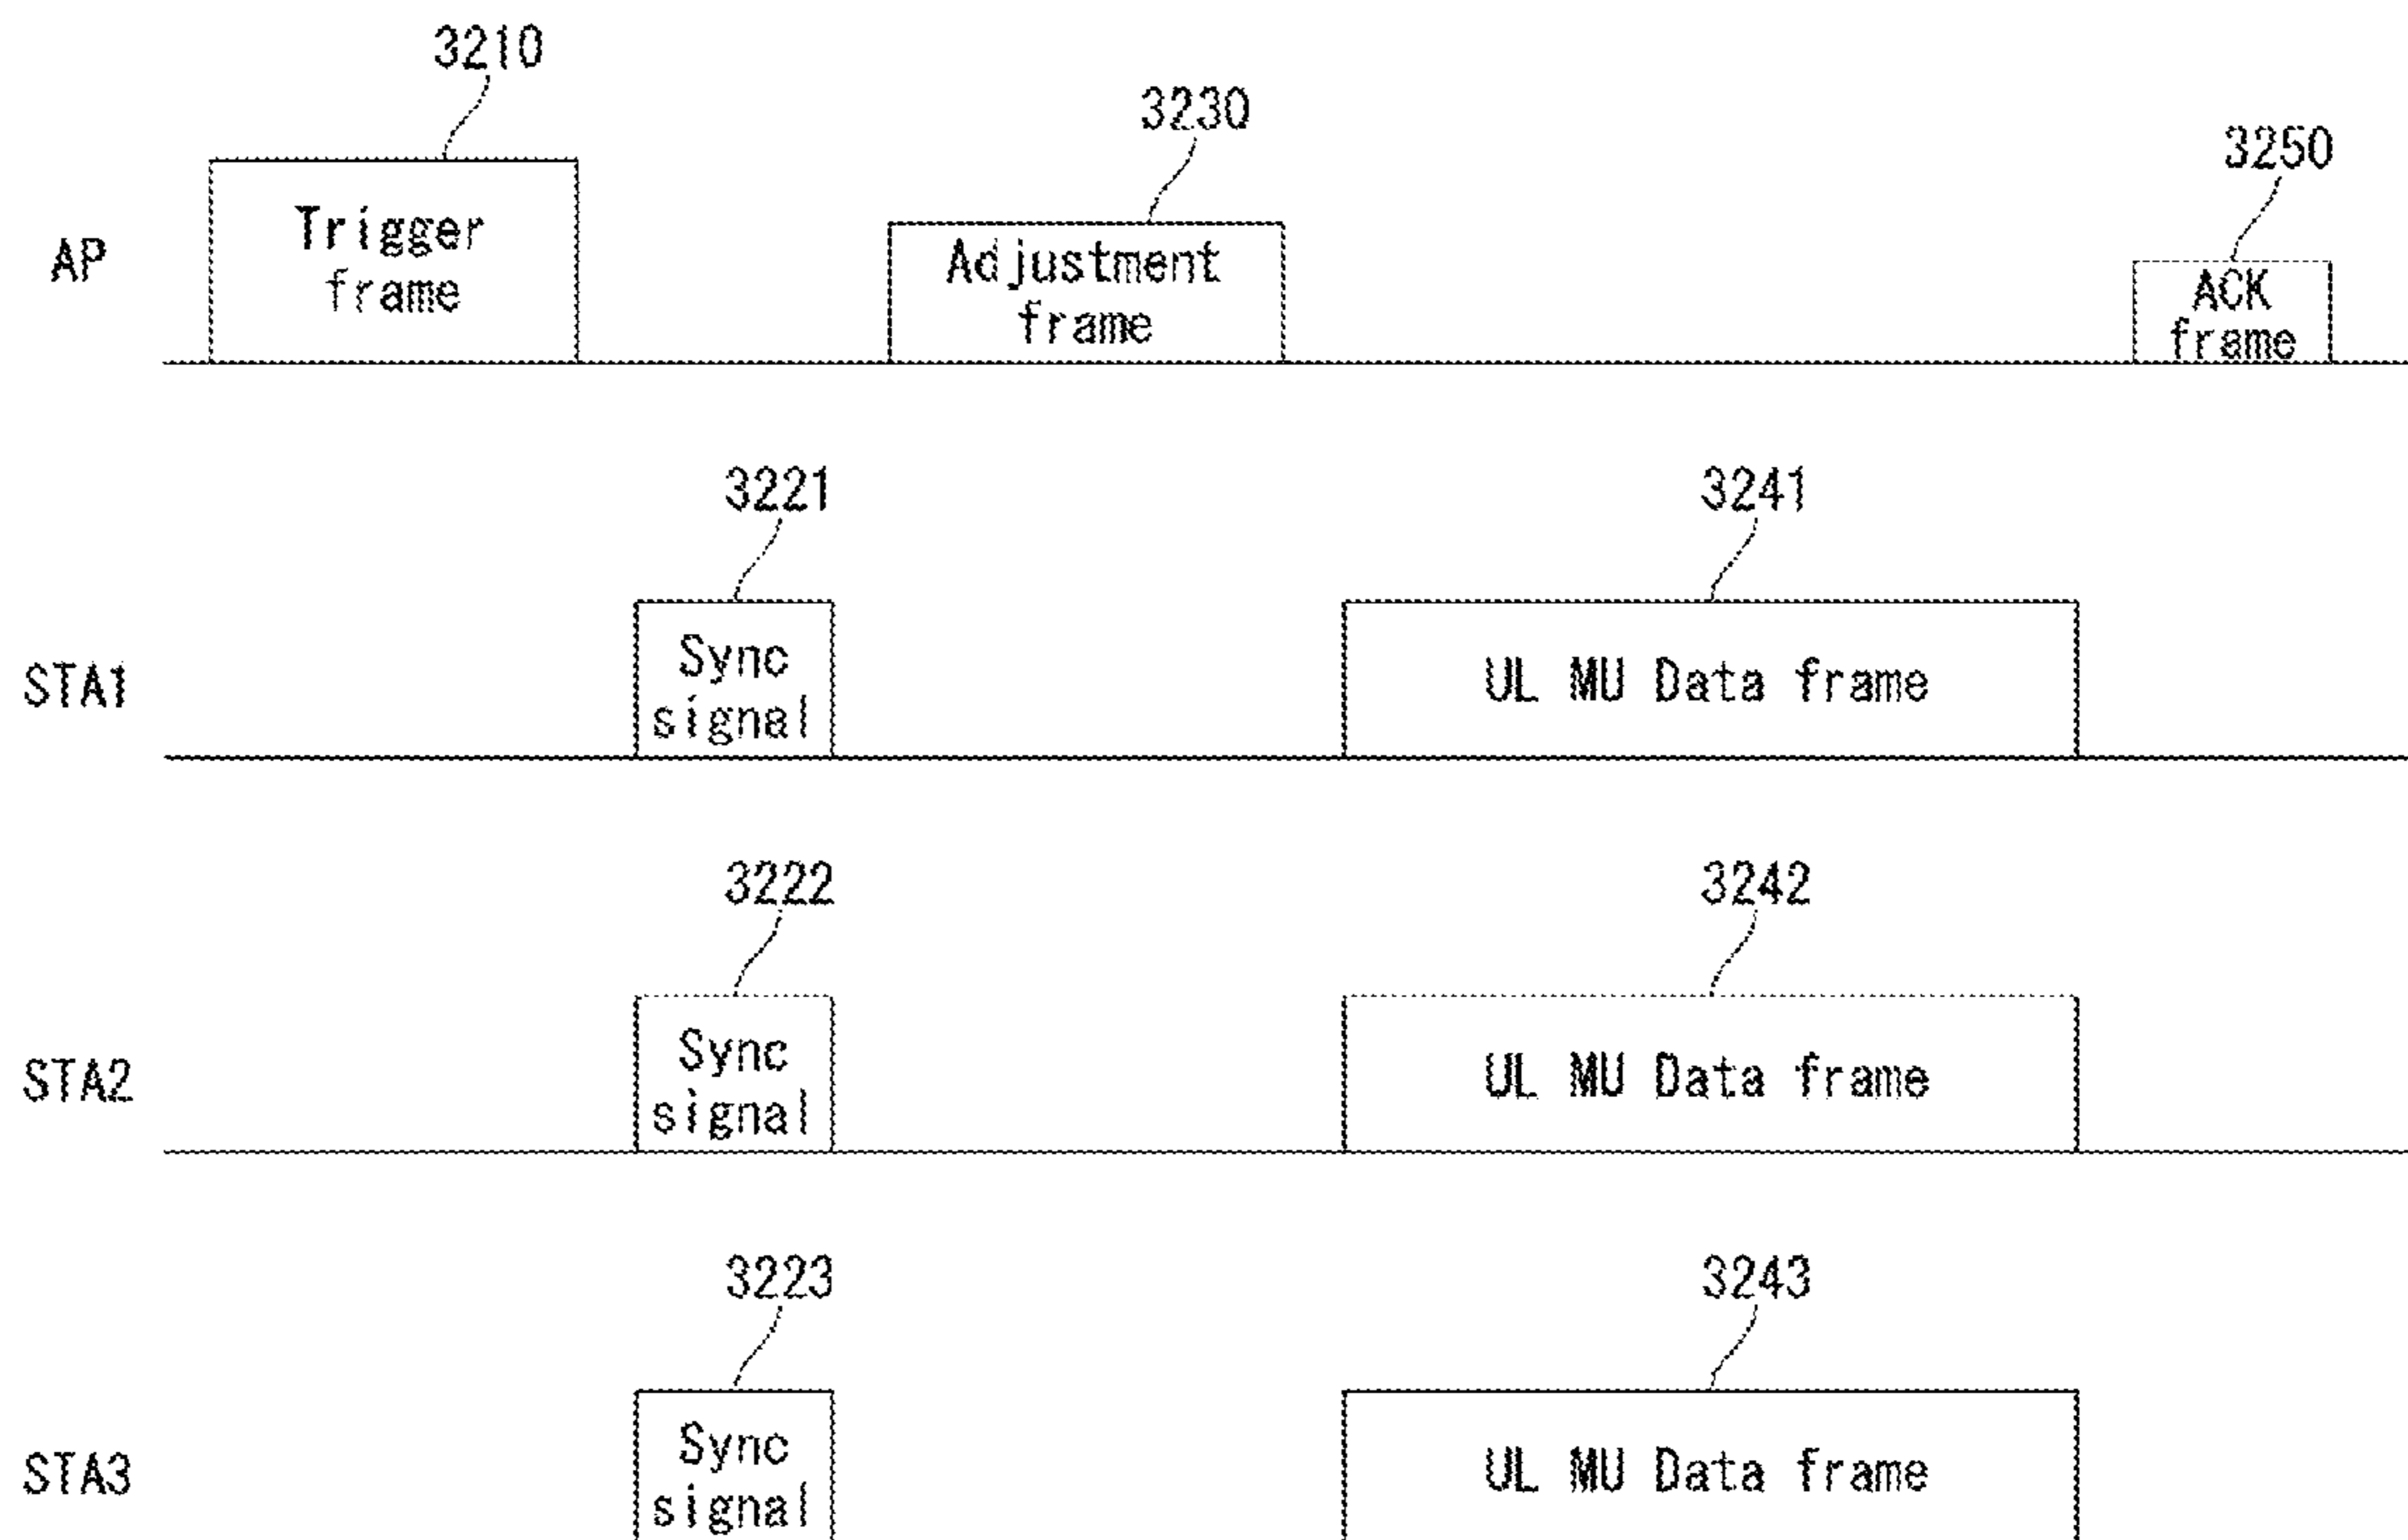 3210
3230
3250
AP
Trigger
frame
Adjustment
frame
ACK
frame
3221
3241
STA1
Sync
signal
UL MU Data frame
3222
3242
STA2
Sync
signal
UL MU Data frame
3223
3243
STA3
Sync
signal
UL MU Data frame